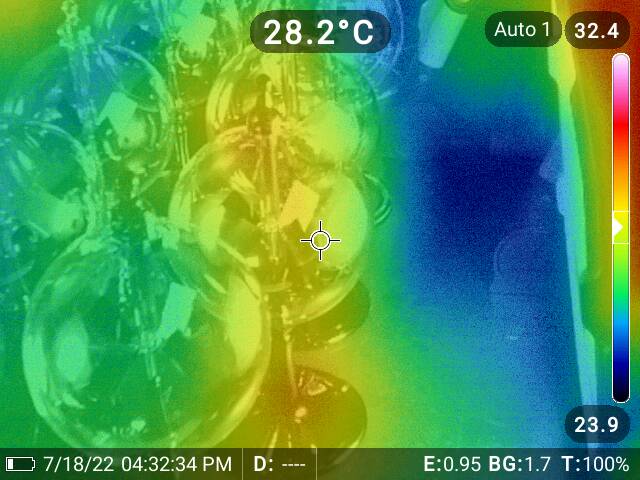 28.2°C
Auto 1
32.4
23.9
7/18/22 04:32:34 PM
D: ----
E:0.95 BG:1.7 T:100%